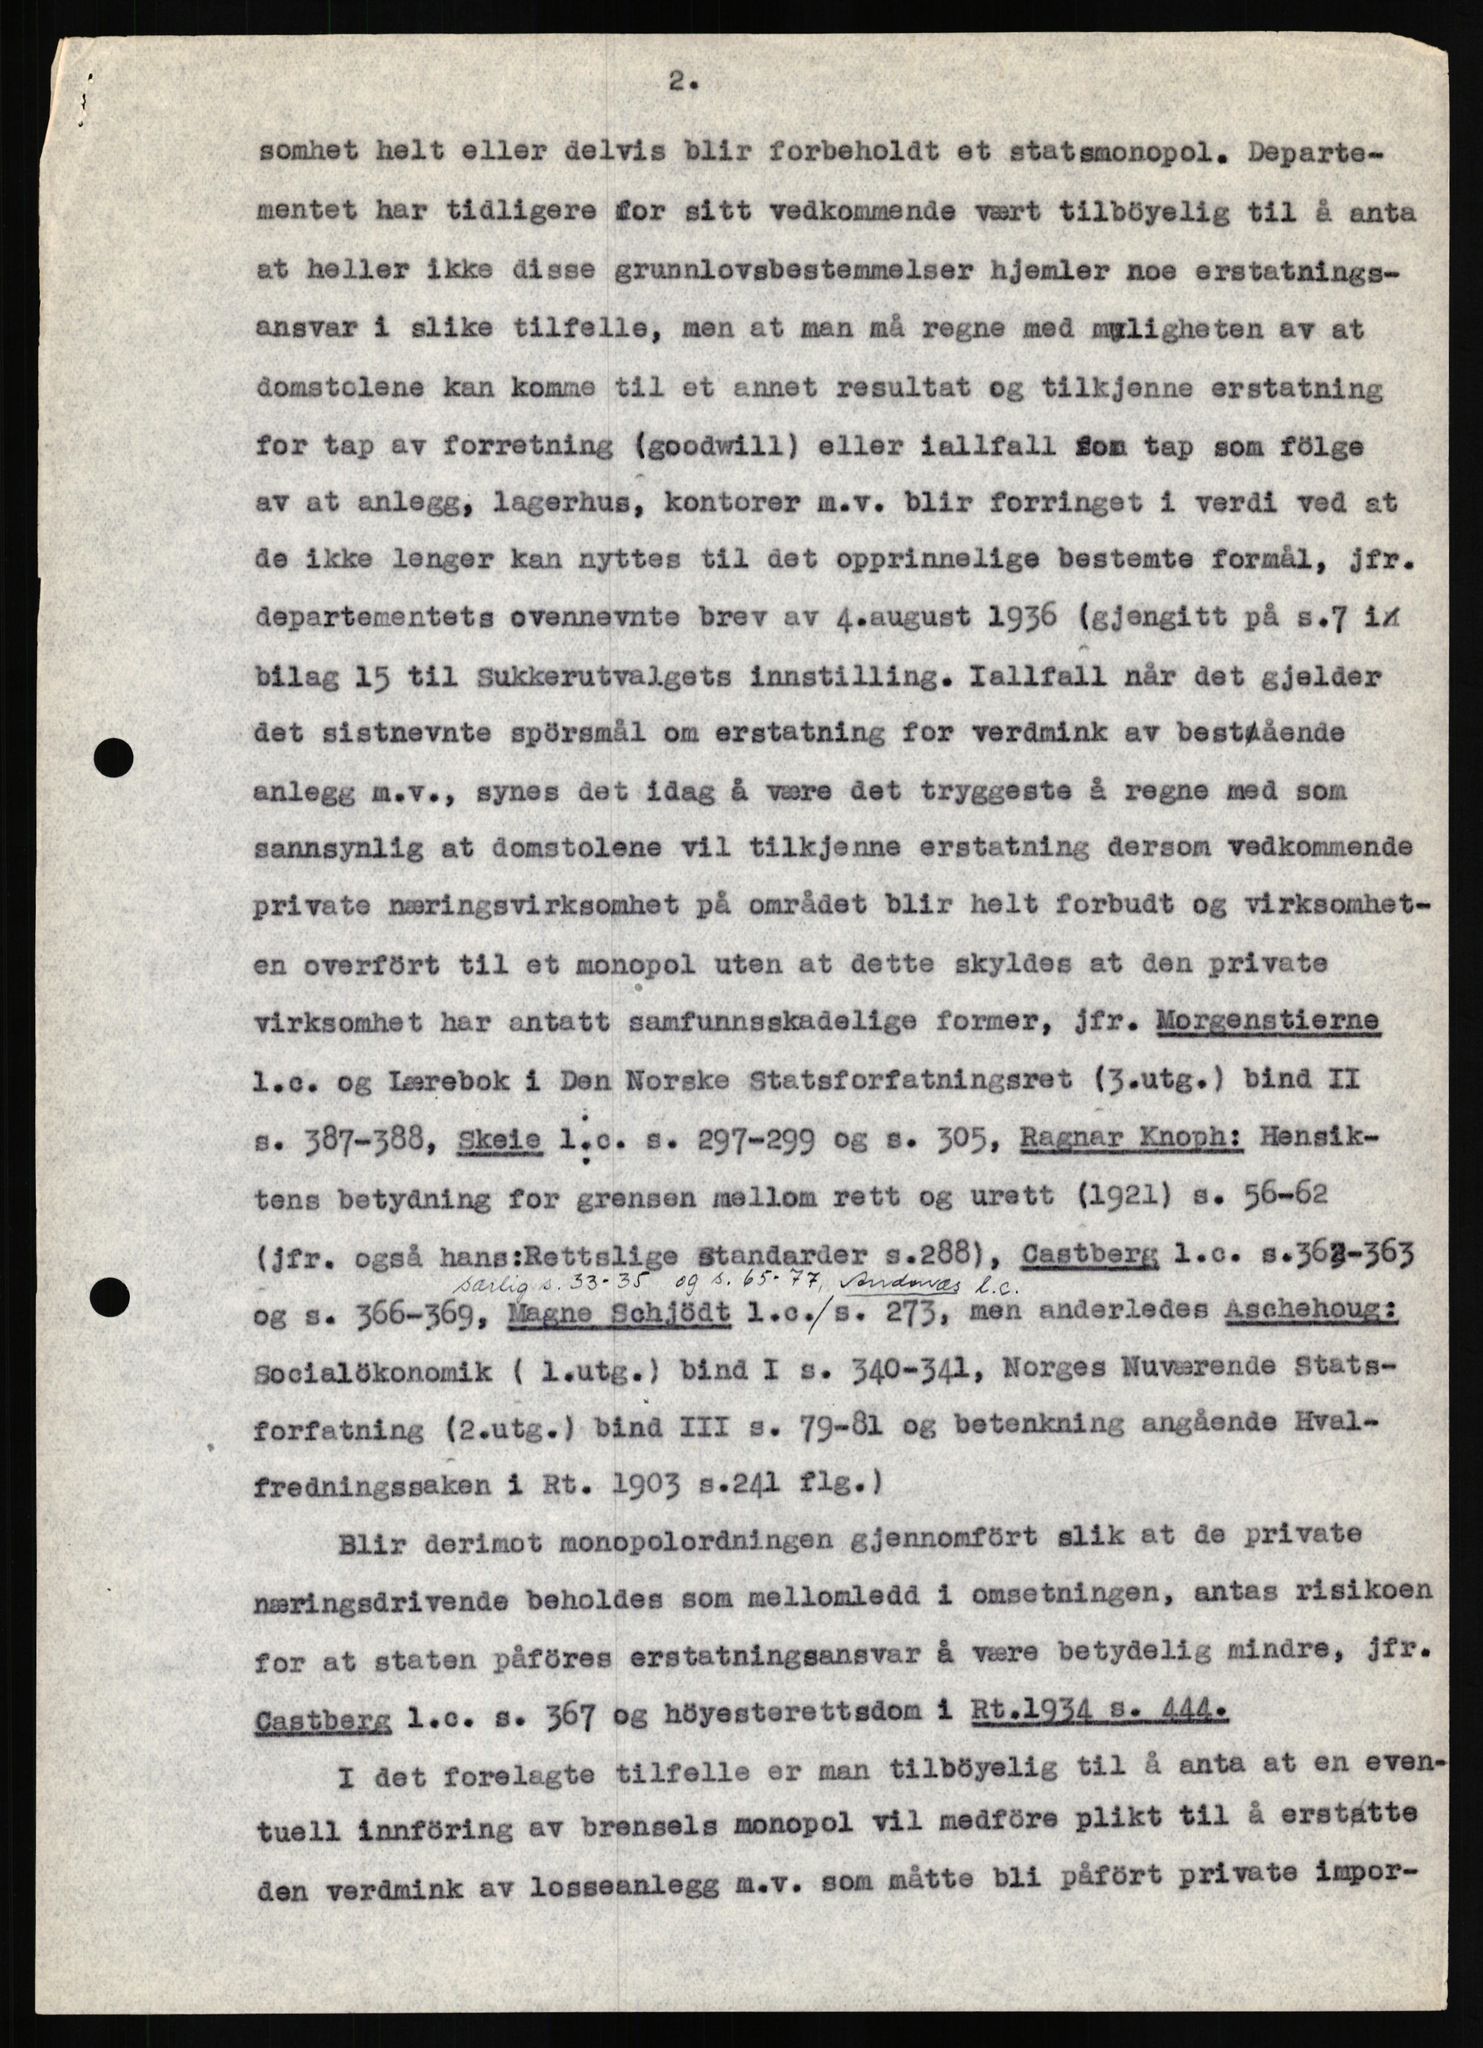 2.
somhet helt eller delvis blir forbeholdt et statsmonopol. Departe-
mentet har tidligere for sitt vedkommende vært tilböyelig til å anta
at heller ikke disse grunnlovsbestemmelser hjemler noe erstatnings-
ansvar i slike tilfelle, men at man må regne med muligheten av at
domstolene kan komme til et annet resultat og tilkjenne erstatning
for tap av forretning (goodwill) eller iallfall for tap som fölge
av at anlegg, lagerhus, kontorer m.v. blir forringet i verdi ved at
de ikke lenger kan nyttes til det opprinnelige bestemte formål, jfr.
departementets ovennevnte brev av 4.august 1936 (gjengitt på s.7 i
bilag 15 til Sukkerutvalgets innstilling. Iallfall når det gjelder
det sistnevnte spörsmål om erstatning for verdmink av bestående
anlegg m.v., synes det idag å være det tryggeste å regne med som
sannsynlig at domstolene vil tilkjenne erstatning dersom vedkommende
private næringsvirksomhet på området blir helt forbudt og virksomhet-
en overfört til et monopol uten at dette skyldes at den private
virksomhet har antatt samfunnsskadelige former, jfr. Morgenstierne
l.c. og Lærebok i Den Norske Statsforfatningsret (3.utg.) bind II
s. 387-388, Skeie l.c. s. 297-299 og s. 305, Ragnar Knoph: Hensik-
tens betydning for grensen mellom rett og urett (1921) s. 56-62
(jfr. også hans:Rettslige standarder s.288), Castberg l.c. s.362-363
særlig s. 33-35 og s. 65-77, Andenæs l.c.
og s. 366-369, Magne Schjödt l.c./s. 273, men anderledes Aschehoug:
Socialökonomik ( 1.utg.) bind I s. 340-341, Norges Nuværende Stats-
forfatning (2.utg.) bind III s. 79-81 og betenkning angående Hval-
fredningssaken i Rt. 1903 s.241 flg.)
Blir derimot monopolordningen gjennomfört slik at de private
næringsdrivende beholdes som mellomledd i omsetningen, antas risikoen
for at staten påföres erstatningsansvar å være betydelig mindre, jfr.
Castberg l.c. s. 367 og höyesterettsdom i Rt.1934 s. 444.
I det forelagte tilfelle er man tilböyelig til å anta at en even-
tuell innföring av brensels monopol vil medföre plikt til å erstatte
den verdmink av losseanlegg m.v. som måtte bli påfört private impor-